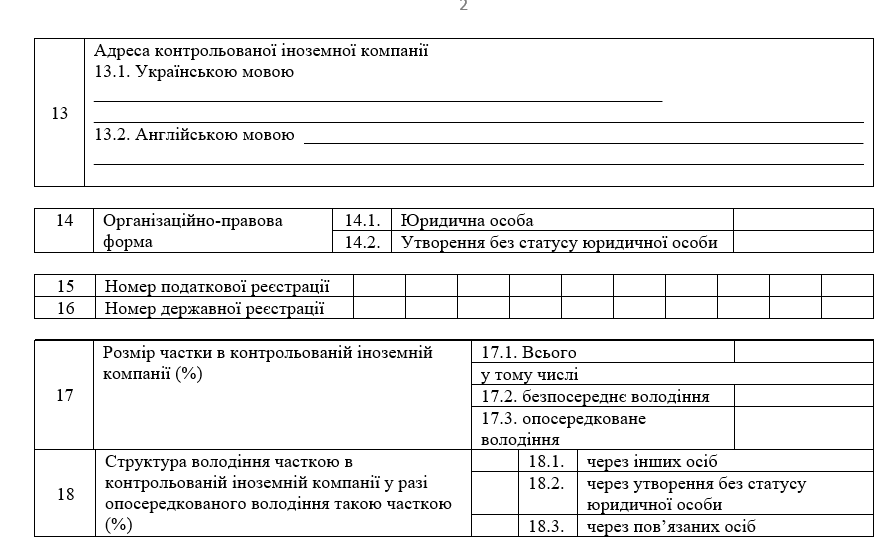 2
Адреса контрольованої іноземної компанії
13.1. Українською мовою
13
13.2. Англійською мовою
14 Організаційно-правова форма 14.1. Юридична особа
14.2. Утворення без статусу юридичної особи
15 Номер податкової реєстрації
16 Номер державної реєстрації
17 Розмір частки в контрольованій іноземній компанії (%) 17.1. Всього
у тому числі
17.2. безпосереднє володіння
17.3. опосередковане
володіння
18 Структура володіння часткою в
контрольованій іноземній компанії у разі
опосередкованого володіння такою часткою
(%)
18.1. через інших осіб
18.2. через утворення без статусу
юридичної особи
18.3. через пов’язаних осіб